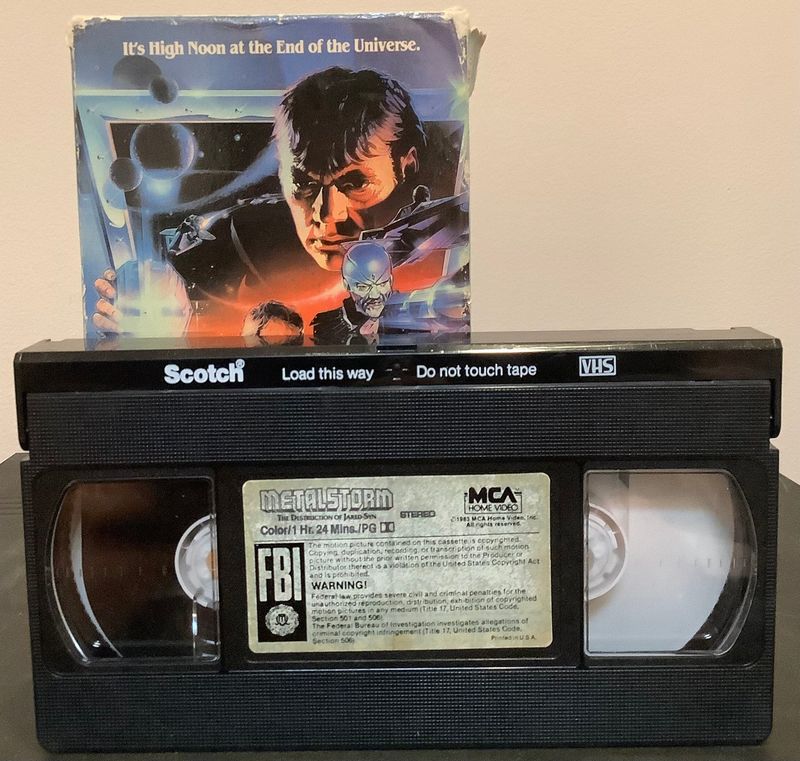 It's High Noon at the End of the Universe.
Scotch® Load this way Do not touch tape VHS
METALSTORM
THE DESTRUCTION OF JARED-SYN
STEREO
Color/1 Hr. 24 Mins./PG
MCA
HOME VIDEO
©1983 MCA Home Video, Inc.
All rights reserved.
FBI
The motion picture contained on this cassette is copyrighted.
Copying, duplication, recording, or transcription of such motion
picture without the prior written permission to the Producer or
Distributor thereof is a violation of the United States Copyright Act
and is prohibited.
WARNING!
Federal law provides severe civil and criminal penalties for the
unauthorized reproduction, distribution, exhibition of copyrighted
motion pictures in any medium (Title 17, United States Code,
Section 501 and 506)
The Federal Bureau of Investigation investigates allegations of
criminal copyright infringement (Title 17, United States Code,
Section 506)
Printed in U.S.A.